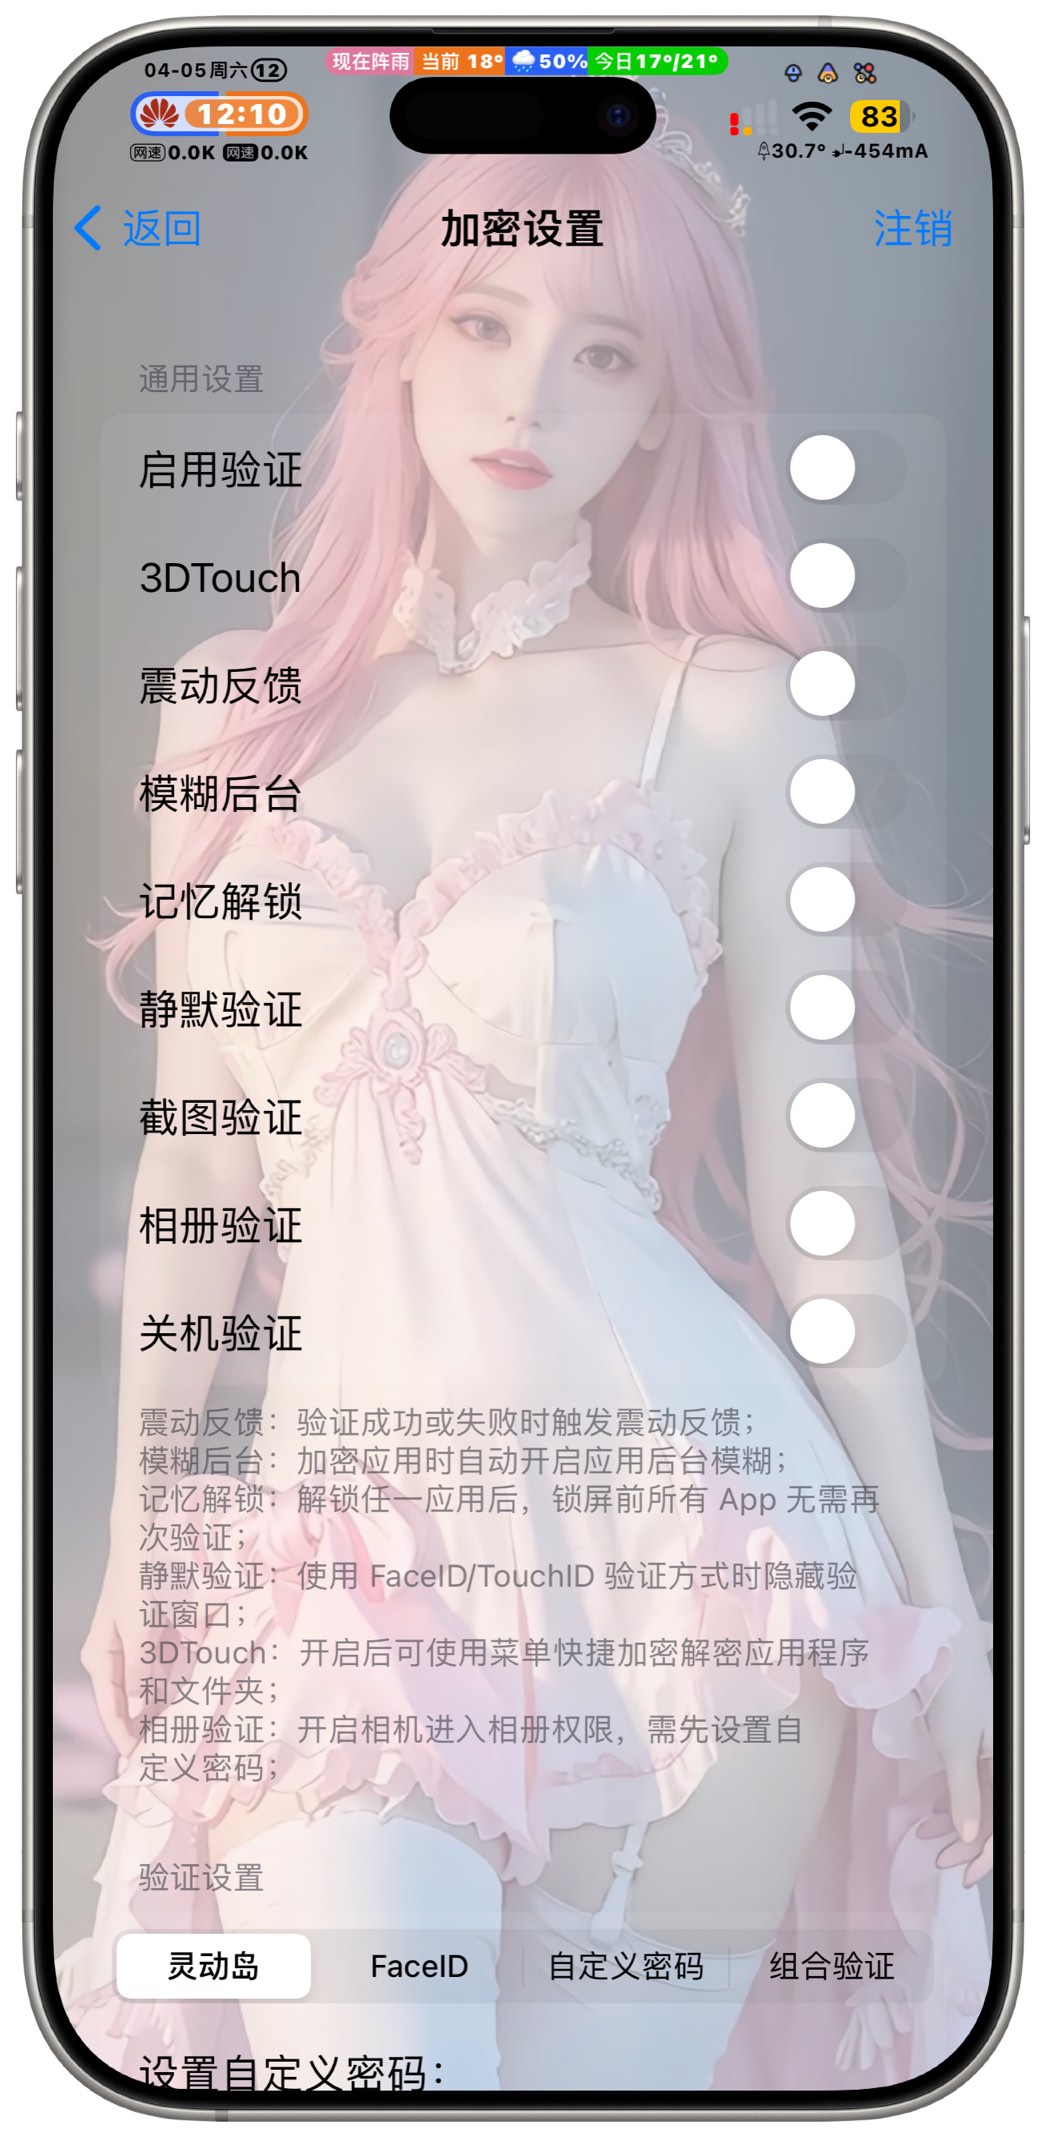 现在阵雨 当前 18° 50% 今日17°/21°
04-05周六 12
12:10
83
网速0.0K 网速0.0K
30.7° -454mA
返回
加密设置
注销
通用设置
启用验证
3DTouch
震动反馈
模糊后台
记忆解锁
静默验证
截图验证
相册验证
关机验证
震动反馈：验证成功或失败时触发震动反馈；
模糊后台：加密应用时自动开启应用后台模糊；
记忆解锁：解锁任一应用后，锁屏前所有 App 无需再
次验证；
静默验证：使用 FaceID/TouchID 验证方式时隐藏验
证窗口；
3DTouch：开启后可使用菜单快捷加密解密应用程序
和文件夹；
相册验证：开启相机进入相册权限，需先设置自
定义密码；
验证设置
灵动岛
FaceID
自定义密码
组合验证
设置自定义密码：